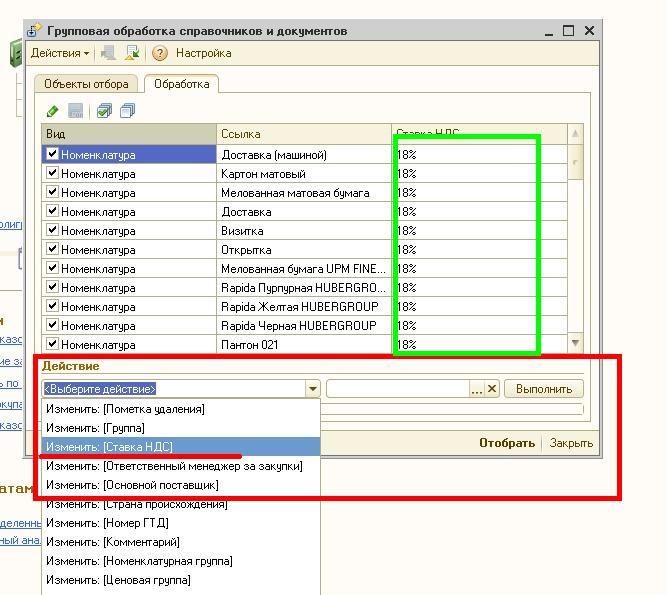 Групповая обработка справочников и документов
Действия
Настройка
Объекты отбора Обработка
Вид Ссылка Ставка НДС
Номенклатура Доставка (машиной) 18%
Номенклатура Картон матовый 18%
Номенклатура Мелованная матовая бумага 18%
Номенклатура Доставка 18%
Номенклатура Визитка 18%
Номенклатура Открытка 18%
Номенклатура Мелованная бумага UPM FINE... 18%
Номенклатура Rapida Пурпурная HUBERGRO... 18%
Номенклатура Rapida Желтая HUBERGROUP 18%
Номенклатура Rapida Черная HUBERGROUP 18%
Номенклатура Пантон 021 18%
Действие
<Выберите действие> ... Выполнить
Изменить: [Пометка удаления]
Изменить: [Группа]
Изменить: [Ставка НДС]
Отобрать Закрыть
Изменить: [Ответственный менеджер за закупки]
Изменить: [Основной поставщик]
Изменить: [Страна происхождения]
Изменить: [Номер ГТД]
Изменить: [Комментарий]
Изменить: [Номенклатурная группа]
Изменить: [Ценовая группа]